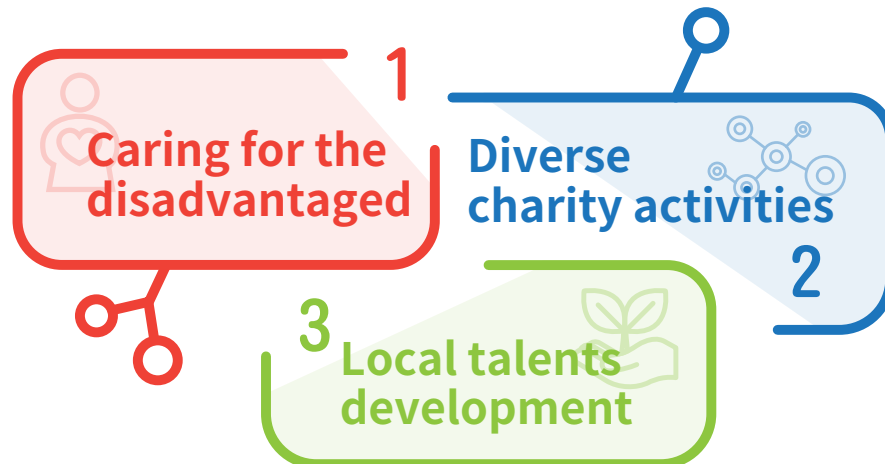 1
Caring for the
disadvantaged
Diverse
charity activities
2
3
Local talents
development